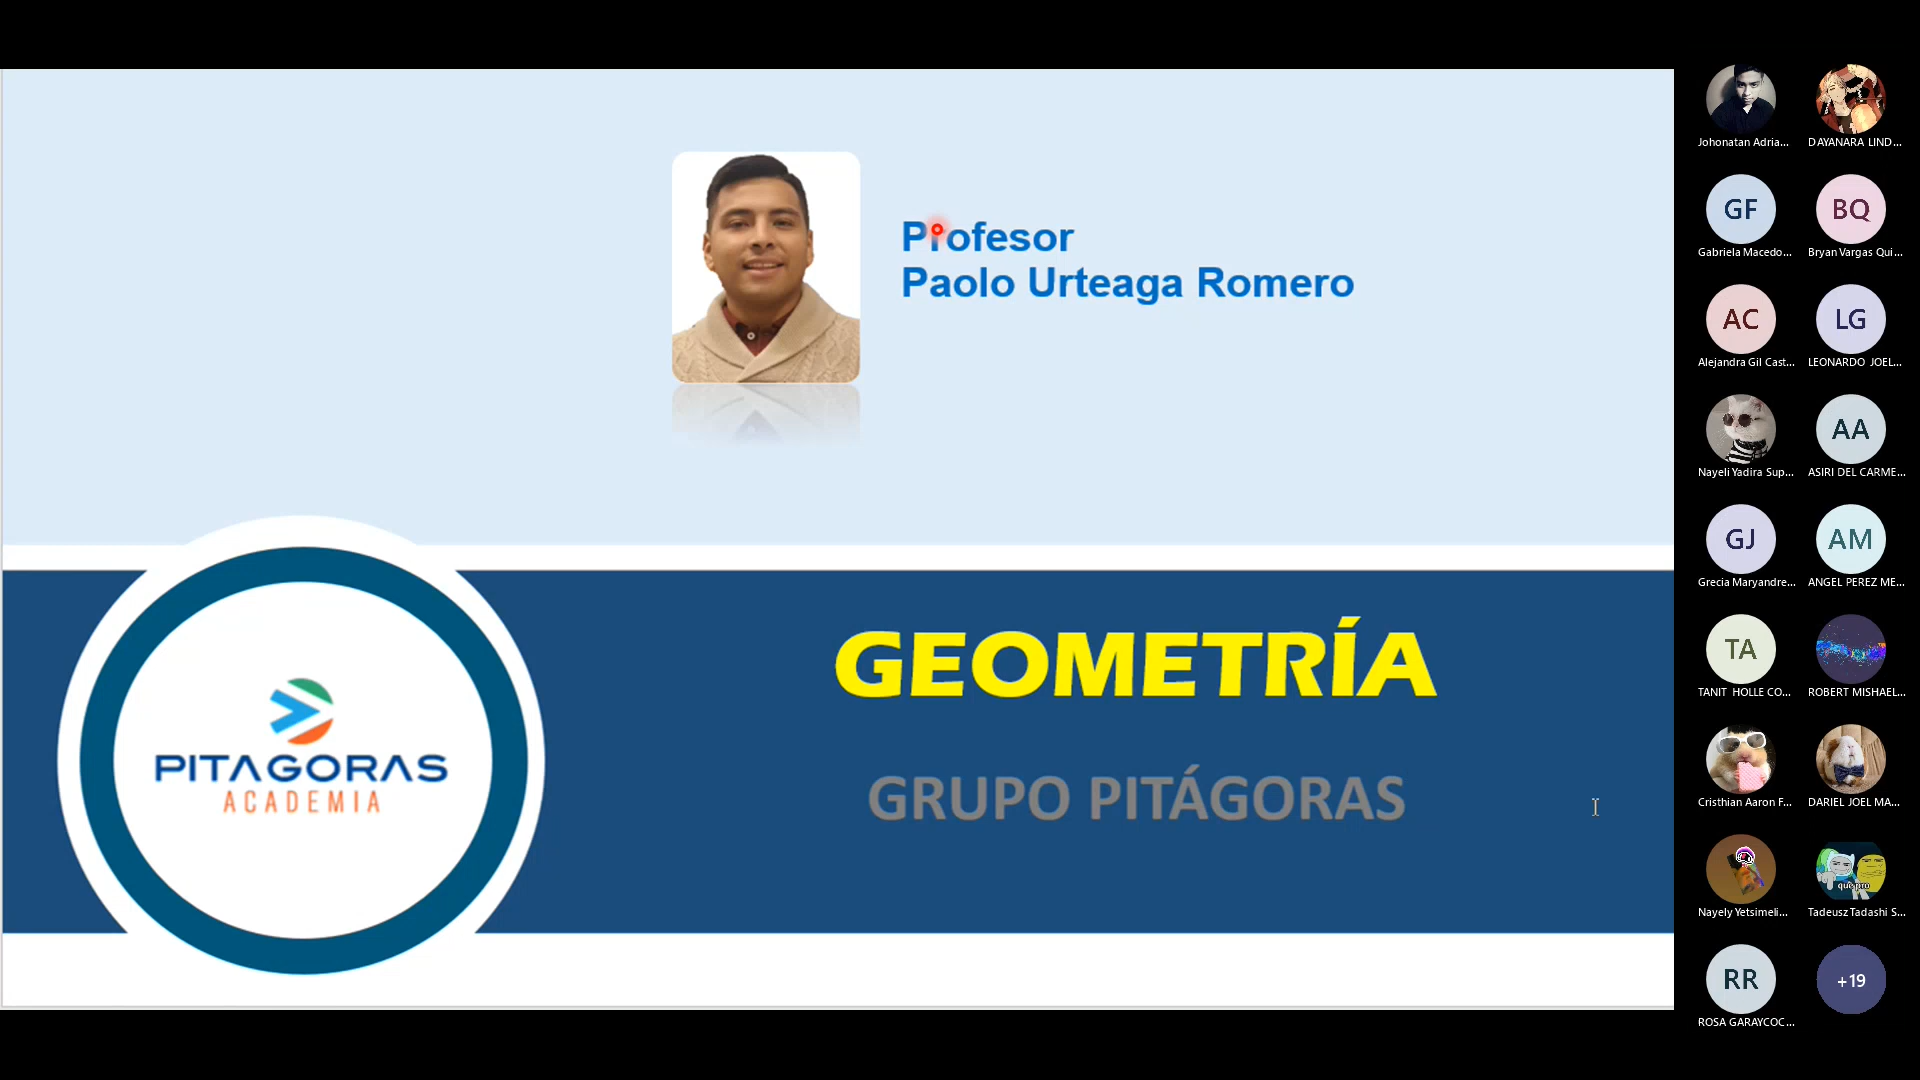 Profesor
Paolo Urteaga Romero
PITAGORAS
ACADEMIA
GEOMETRÍA
GRUPO PITÁGORAS
Johonatan Adria...
DAYANARA LIND...
GF
BQ
Gabriela Macedo...
Bryan Vargas Qui...
AC
LG
Alejandra Gil Cast...
LEONARDO JOEL...
AA
Nayeli Yadira Sup...
ASIRI DEL CARME...
GJ
AM
Grecia Maryandre...
ANGEL PEREZ ME...
TA
TANIT HOLLE CO...
ROBERT MISHAEL...
Cristhian Aaron F...
DARIEL JOEL MA...
que pro
Nayely Yetsimeli...
Tadeusz Tadashi S...
RR
+19
ROSA GARAYCOC...